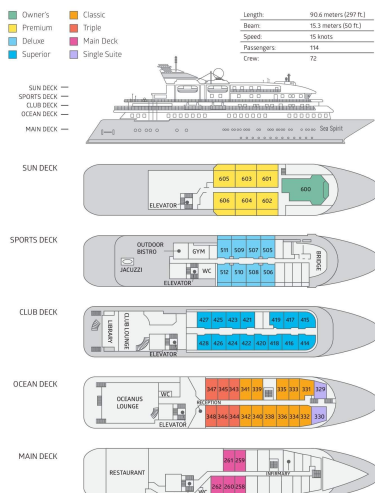 Owner's
Premium
Deluxe
Superior
Classic
Triple
Main Deck
Single Suite
Length: 90.6 meters (297 ft.)
Beam: 15.3 meters (50 ft.)
Speed: 15 knots
Passengers: 114
Crew: 72
SUN DECK
SPORTS DECK
CLUB DECK
OCEAN DECK
MAIN DECK
Sea Spirit
SUN DECK
605 603 601
600
606 604 602
ELEVATOR
SPORTS DECK
OUTDOOR
BISTRO
GYM
511 509 507 505
JACUZZI
WC
512 510 508 506
BRIDGE
ELEVATOR
CLUB DECK
LIBRARY
CLUB LOUNGE
427 425 423 421 419 417 415
428 426 424 422 420 418 416 414
ELEVATOR
OCEAN DECK
OCEANUS
LOUNGE
WC
347 345 343 341 339 335 333 331 329
RECEPTION
348 346 344 342 340 338 336 334 332 330
ELEVATOR
MAIN DECK
RESTAURANT
261 259
INFIRMARY
262 260 258
WC